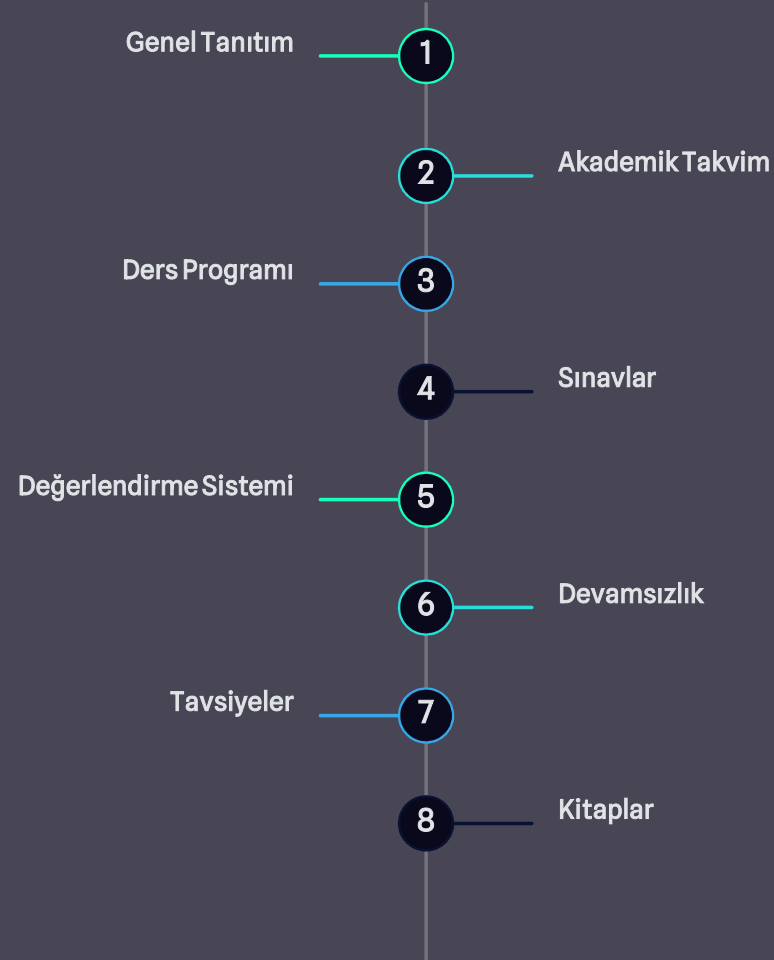 Genel Tanıtım
1
2
Akademik Takvim
Ders Programı
3
4
Sınavlar
Değerlendirme Sistemi
5
6
Devamsızlık
Tavsiyeler
7
8
Kitaplar